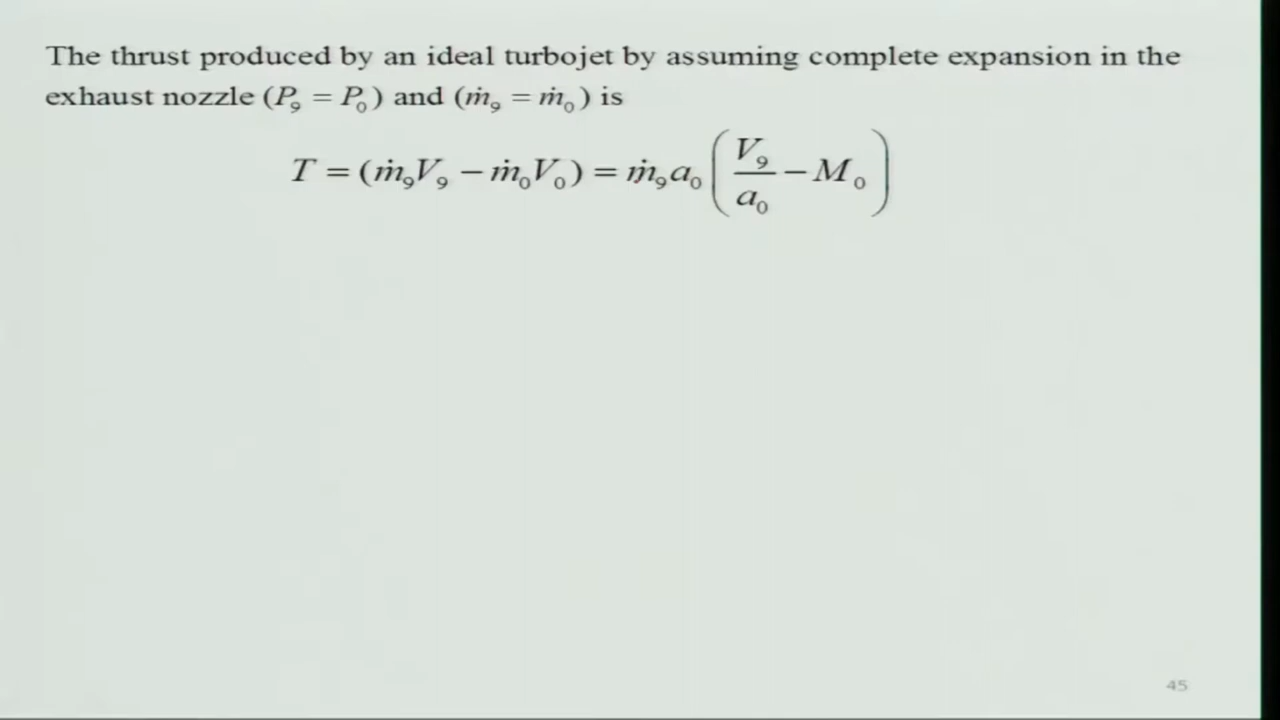 The thrust produced by an ideal turbojet by assuming complete expansion in the
exhaust nozzle (P₉ = P₀) and (ṁ₉ = ṁ₀) is
T = (ṁ₉V₉ − ṁ₀V₀) = ṁ₉a₀(V₉/a₀ − M₀)
45